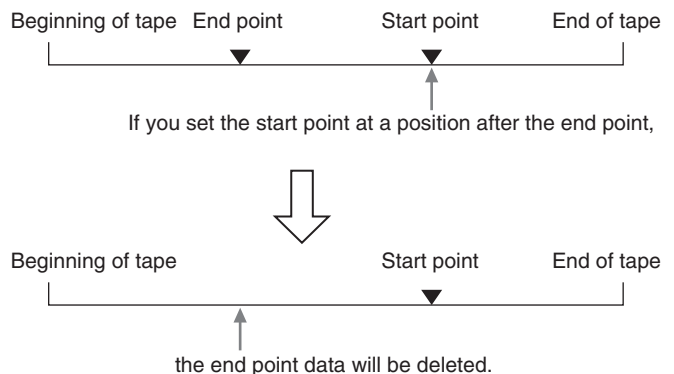 Beginning of tape End point Start point End of tape
If you set the start point at a position after the end point,
Beginning of tape Start point End of tape
the end point data will be deleted.